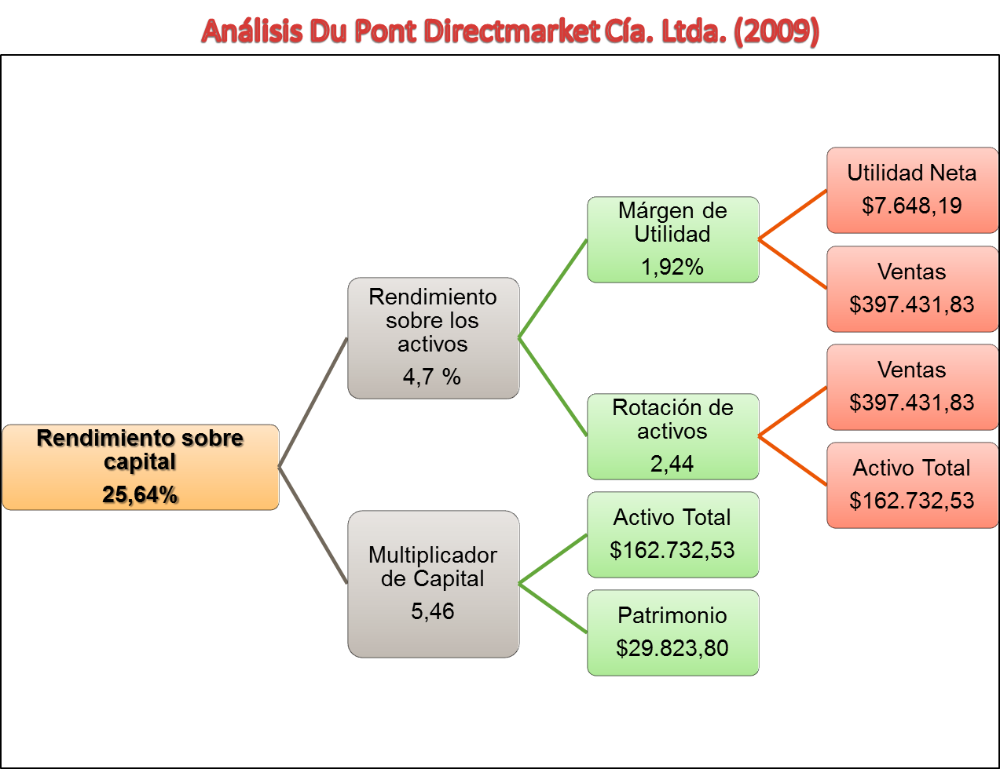 Análisis Du Pont Directmarket Cía. Ltda. (2009)
Rendimiento sobre
capital
25,64%
Rendimiento
sobre los
activos
4,7 %
Multiplicador
de Capital
5,46
Márgen de
Utilidad
1,92%
Rotación de
activos
2,44
Activo Total
$162.732,53
Patrimonio
$29.823,80
Utilidad Neta
$7.648,19
Ventas
$397.431,83
Ventas
$397.431,83
Activo Total
$162.732,53